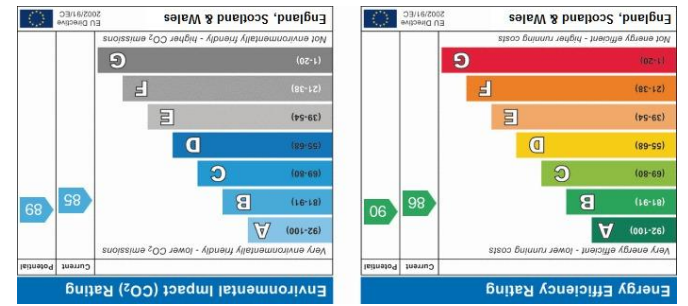 Energy Efficiency Rating
Current Potential
Very energy efficient - lower running costs
(92-100) A
(81-91) B
(69-80) C
(55-68) D
(39-54) E
(21-38) F
(1-20) G
86
90
Not energy efficient - higher running costs
England, Scotland & Wales
EU Directive
2002/91/EC
Environmental Impact (CO2) Rating
Current Potential
Very environmentally friendly - lower CO2 emissions
(92-100) A
(81-91) B
(69-80) C
(55-68) D
(39-54) E
(21-38) F
(1-20) G
85
89
Not environmentally friendly - higher CO2 emissions
England, Scotland & Wales
EU Directive
2002/91/EC